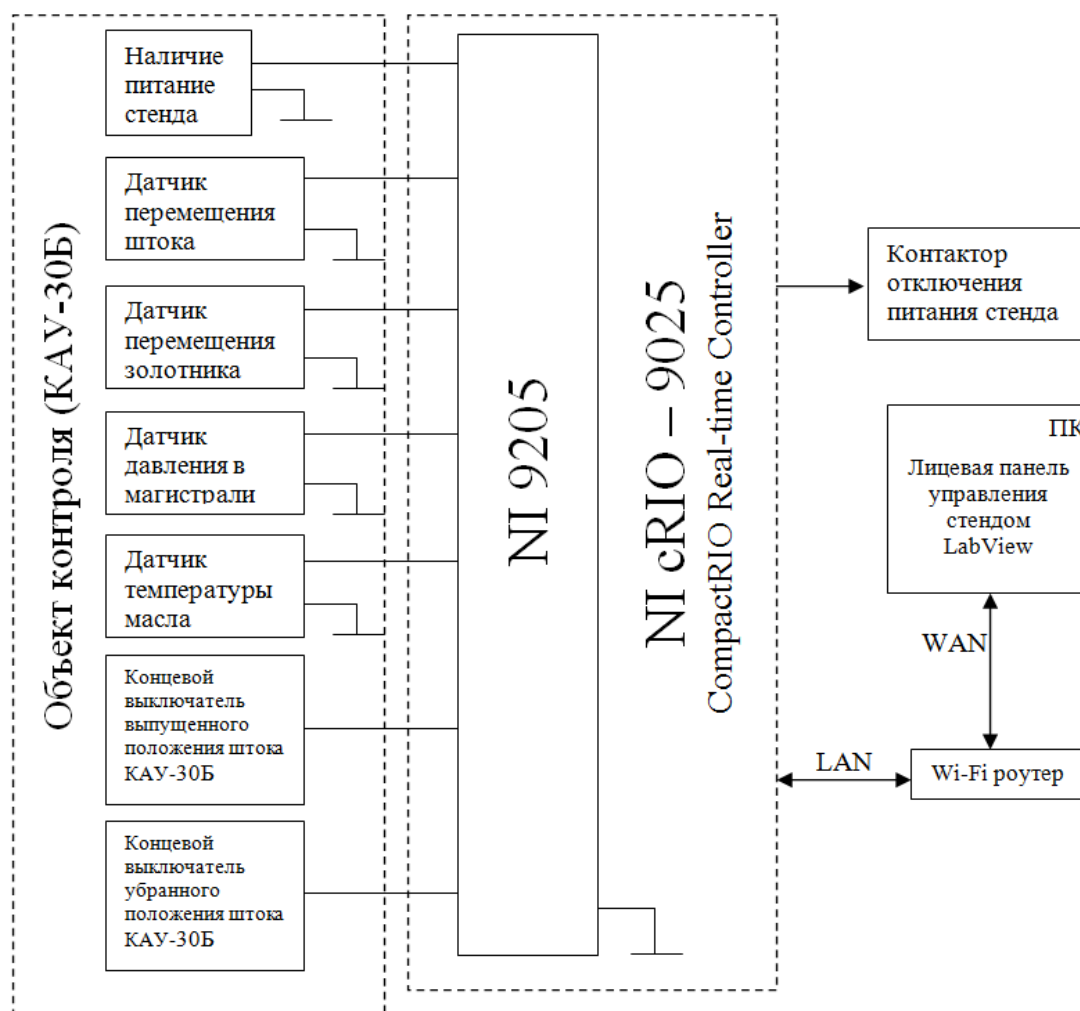 Объект контроля (КАУ-30Б)
Наличие
питание
стенда
Датчик
перемещения
штока
Датчик
перемещения
золотника
Датчик
давления в
магистрали
Датчик
температуры
масла
Концевой
выключатель
выпущенного
положения штока
КАУ-30Б
Концевой
выключатель
убранного
положения штока
КАУ-30Б
NI 9205
NI cRIO – 9025
CompactRIO Real-time Controller
Контактор
отключения
питания стенда
ПК
Лицевая панель
управления
стендом
LabView
WAN
LAN
Wi-Fi роутер